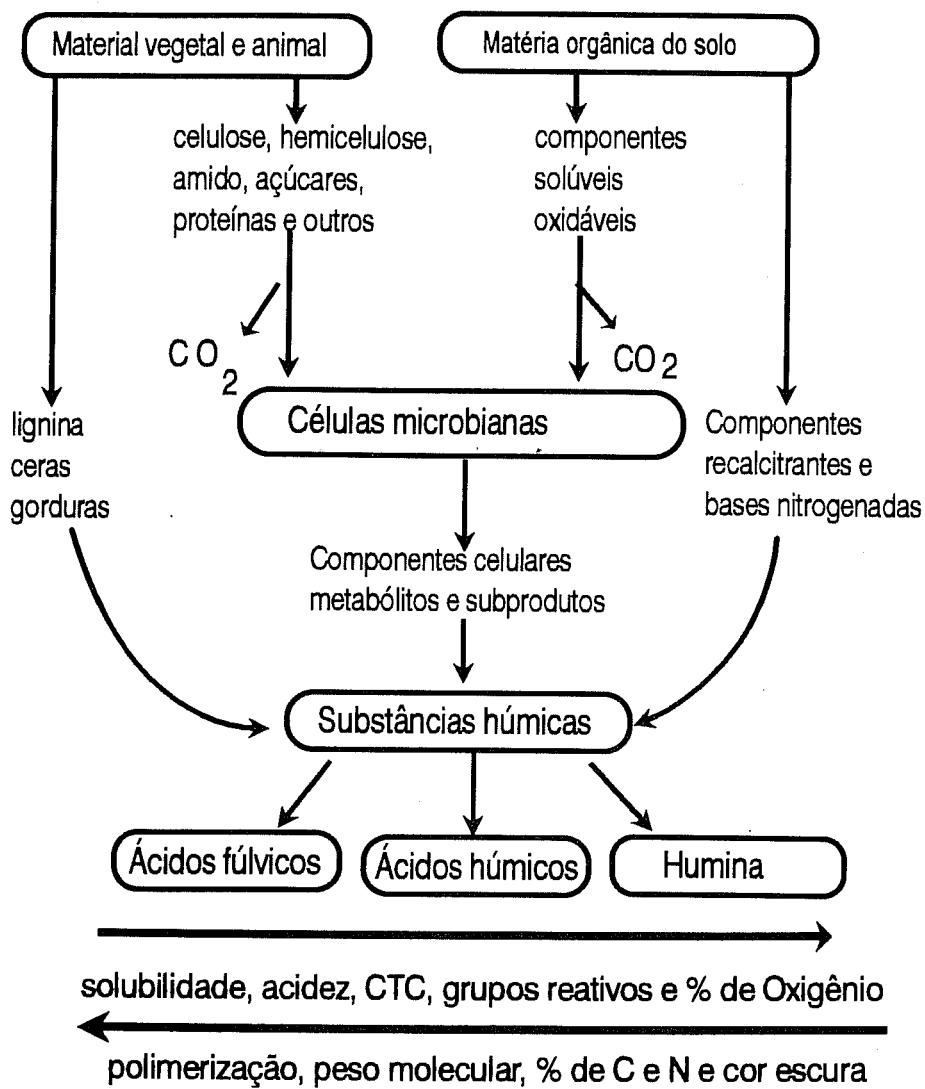 Material vegetal e animal
Matéria orgânica do solo
celulose, hemicelulose,
amido, açúcares,
proteínas e outros
componentes
solúveis
oxidáveis
CO2
CO2
Células microbianas
lignina
ceras
gorduras
Componentes
recalcitrantes e
bases nitrogenadas
Componentes celulares
metabólitos e subprodutos
Substâncias húmicas
Ácidos fúlvicos
Ácidos húmicos
Humina
solubilidade, acidez, CTC, grupos reativos e % de Oxigênio
polimerização, peso molecular, % de C e N e cor escura